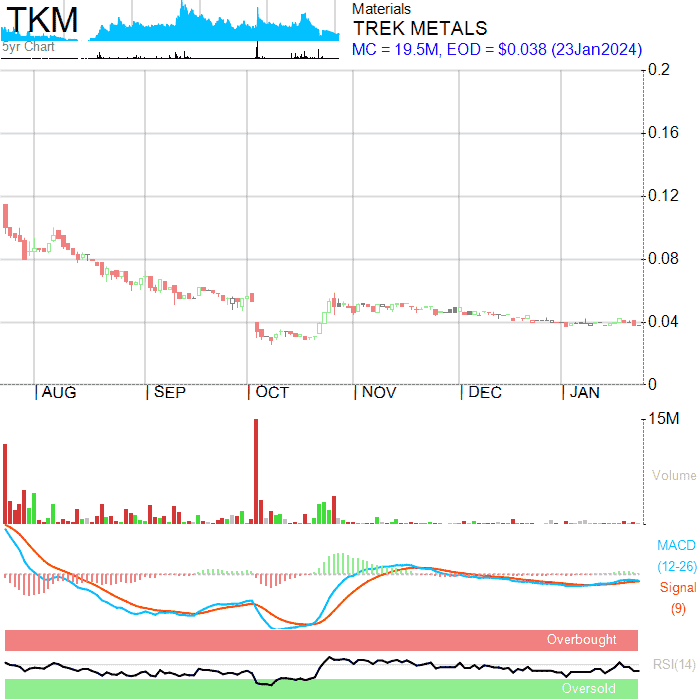 TKM
5yr Chart
Materials
TREK METALS
MC = 19.5M, EOD = $0.038 (23Jan2024)
0.2
0.16
0.12
0.08
0.04
0
AUG
SEP
OCT
NOV
DEC
JAN
15M
Volume
MACD
(12-26)
Signal
(9)
Overbought
RSI(14)
Oversold